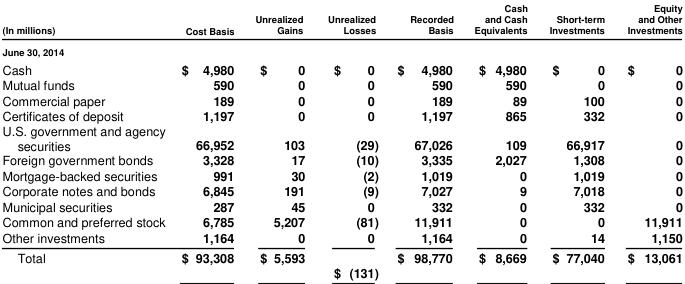 Cash Equity
Unrealized Unrealized Recorded and Cash Short-term and Other
(In millions) Cost Basis Gains Losses Basis Equivalents Investments Investments
June 30, 2014
Cash $ 4,980 $ 0 $ 0 $ 4,980 $ 4,980 $ 0 $ 0
Mutual funds 590 0 0 590 590 0 0
Commercial paper 189 0 0 189 89 100 0
Certificates of deposit 1,197 0 0 1,197 865 332 0
U.S. government and agency
securities 66,952 103 (29) 67,026 109 66,917 0
Foreign government bonds 3,328 17 (10) 3,335 2,027 1,308 0
Mortgage-backed securities 991 30 (2) 1,019 0 1,019 0
Corporate notes and bonds 6,845 191 (9) 7,027 9 7,018 0
Municipal securities 287 45 0 332 0 332 0
Common and preferred stock 6,785 5,207 (81) 11,911 0 0 11,911
Other investments 1,164 0 0 1,164 0 14 1,150
Total $ 93,308 $ 5,593 $ 98,770 $ 8,669 $ 77,040 $ 13,061
$ (131)